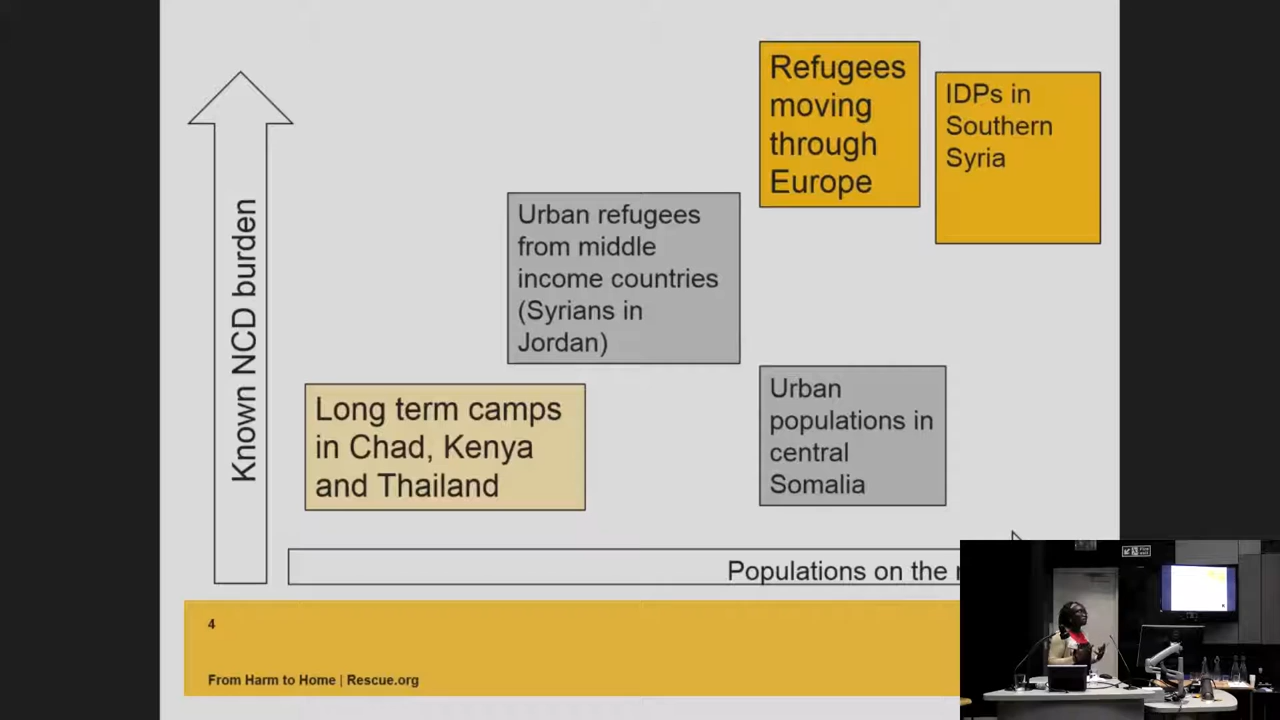 Refugees
moving
through
Europe
IDPs in
Southern
Syria
Urban refugees
from middle
income countries
(Syrians in
Jordan)
Known NCD burden
Long term camps
in Chad, Kenya
and Thailand
Urban
populations in
central
Somalia
Populations on the
4
From Harm to Home | Rescue.org